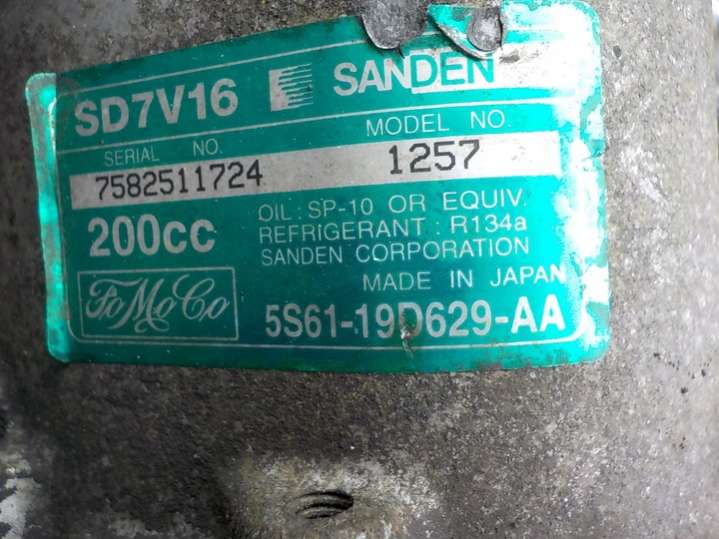 SD7V16 SANDEN
SERIAL NO. MODEL NO.
7582511724 1257
200cc
OIL : SP-10 OR EQUIV.
REFRIGERANT : R134a
SANDEN CORPORATION
MADE IN JAPAN
FoMoCo 5S61-19D629-AA